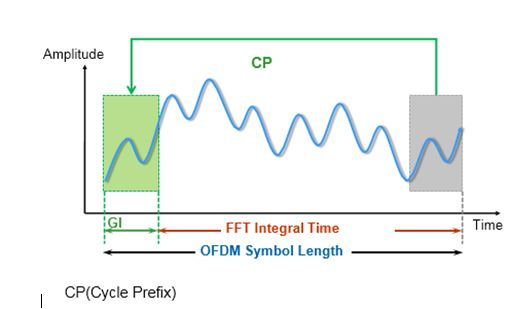 Amplitude
CP
GI
FFT Integral Time
Time
OFDM Symbol Length
CP(Cycle Prefix)